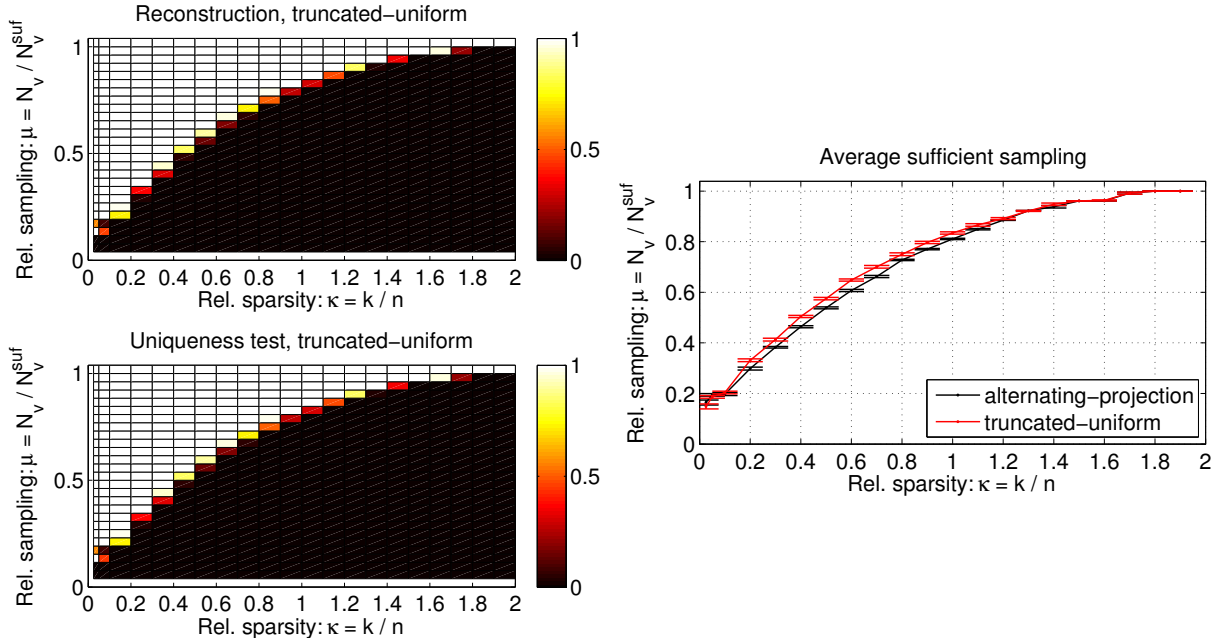 Reconstruction, truncated−uniform
Rel. sampling: μ = N_v / N_v^suf
1
0.5
0
0 0.2 0.4 0.6 0.8 1 1.2 1.4 1.6 1.8 2
Rel. sparsity: κ = k / n
1
0.5
0
Uniqueness test, truncated−uniform
Rel. sampling: μ = N_v / N_v^suf
1
0.5
0
0 0.2 0.4 0.6 0.8 1 1.2 1.4 1.6 1.8 2
Rel. sparsity: κ = k / n
1
0.5
0
Average sufficient sampling
Rel. sampling: μ = N_v / N_v^suf
1
0.8
0.6
0.4
0.2
0
alternating−projection
truncated−uniform
0 0.2 0.4 0.6 0.8 1 1.2 1.4 1.6 1.8 2
Rel. sparsity: κ = k / n